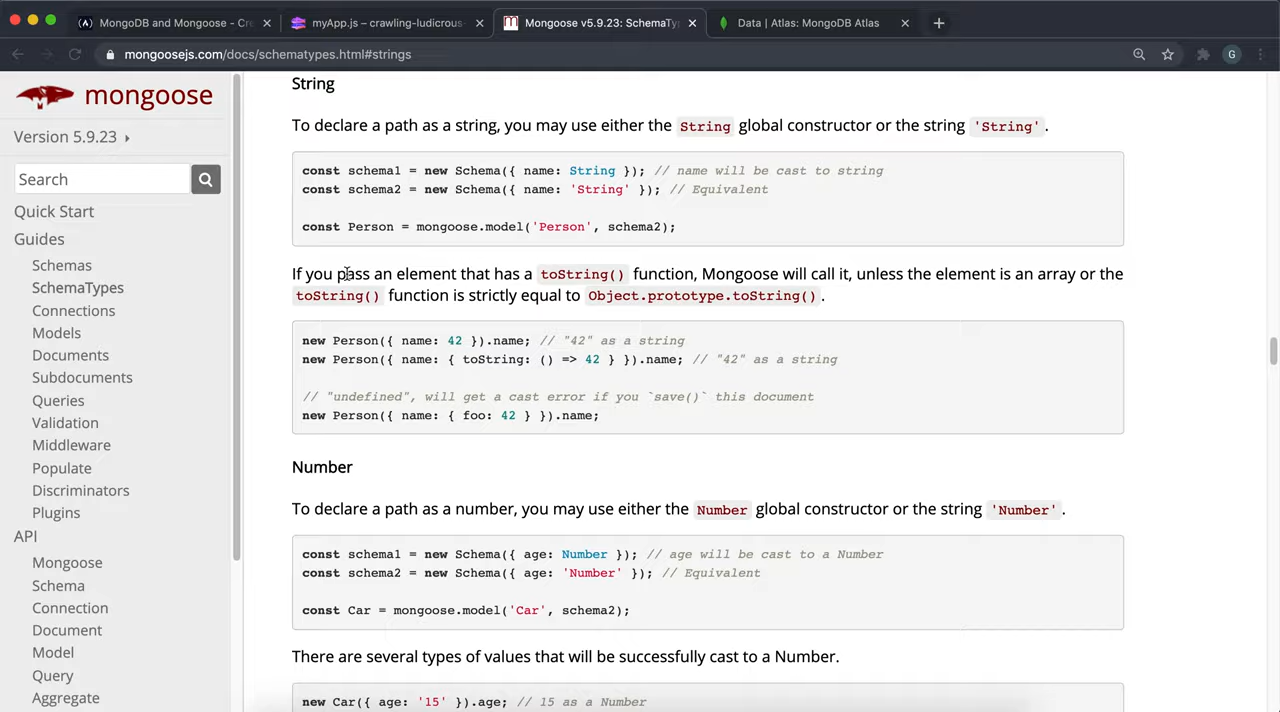 MongoDB and Mongoose - Cre
myApp.js – crawling-ludicrous-
Mongoose v5.9.23: SchemaTy
Data | Atlas: MongoDB Atlas
mongoosejs.com/docs/schematypes.html#strings
G
mongoose
Version 5.9.23
Search
Quick Start
Guides
Schemas
SchemaTypes
Connections
Models
Documents
Subdocuments
Queries
Validation
Middleware
Populate
Discriminators
Plugins
API
Mongoose
Schema
Connection
Document
Model
Query
Aggregate
String
To declare a path as a string, you may use either the String global constructor or the string 'String'.
const schema1 = new Schema({ name: String }); // name will be cast to string
const schema2 = new Schema({ name: 'String' }); // Equivalent
const Person = mongoose.model('Person', schema2);
If you pass an element that has a toString() function, Mongoose will call it, unless the element is an array or the
toString() function is strictly equal to Object.prototype.toString().
new Person({ name: 42 }).name; // "42" as a string
new Person({ name: { toString: () => 42 } }).name; // "42" as a string
// "undefined", will get a cast error if you `save()` this document
new Person({ name: { foo: 42 } }).name;
Number
To declare a path as a number, you may use either the Number global constructor or the string 'Number'.
const schema1 = new Schema({ age: Number }); // age will be cast to a Number
const schema2 = new Schema({ age: 'Number' }); // Equivalent
const Car = mongoose.model('Car', schema2);
There are several types of values that will be successfully cast to a Number.
new Car({ age: '15' }).age; // 15 as a Number